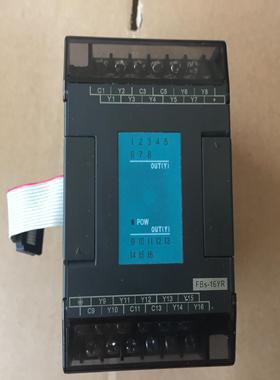 C1 Y2 C3 C5 Y6 Y8
Y1 Y3 Y4 Y5 Y7
1 2 3 4 5
6 7 8
OUT(Y)
POW
OUT(Y)
9 10 11 12 13
14 15 16
FBs-16YR
Y9 Y11 Y12 Y13 Y15
C9 Y10 C11 C13 Y14 Y16